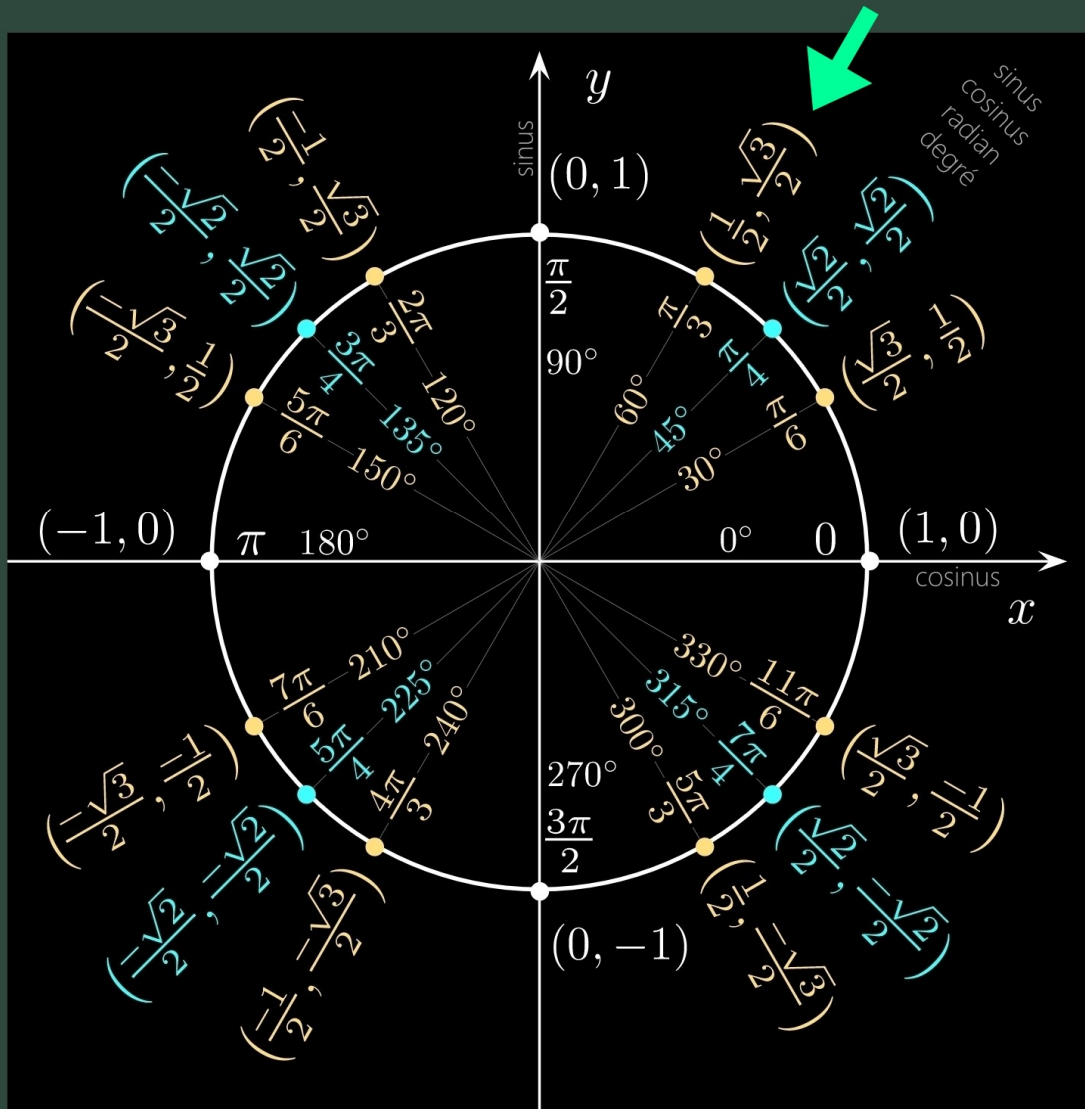 y
sinus
(0, 1)
π/2
90°
(1/2, √3/2)
π/3
60°
(√2/2, √2/2)
π/4
45°
(√3/2, 1/2)
π/6
30°
sinus
cosinus
radian
degré
(-1/2, √3/2)
2π/3
120°
(-√2/2, √2/2)
3π/4
135°
(-√3/2, 1/2)
5π/6
150°
(−1, 0)
π 180°
0° 0
(1, 0)
cosinus
x
7π/6 210°
(-√3/2, -1/2)
5π/4 225°
(-√2/2, -√2/2)
4π/3 240°
(-1/2, -√3/2)
270°
3π/2
(0, −1)
300° 5π/3
(1/2, -√3/2)
315° 7π/4
(√2/2, -√2/2)
330° 11π/6
(√3/2, -1/2)